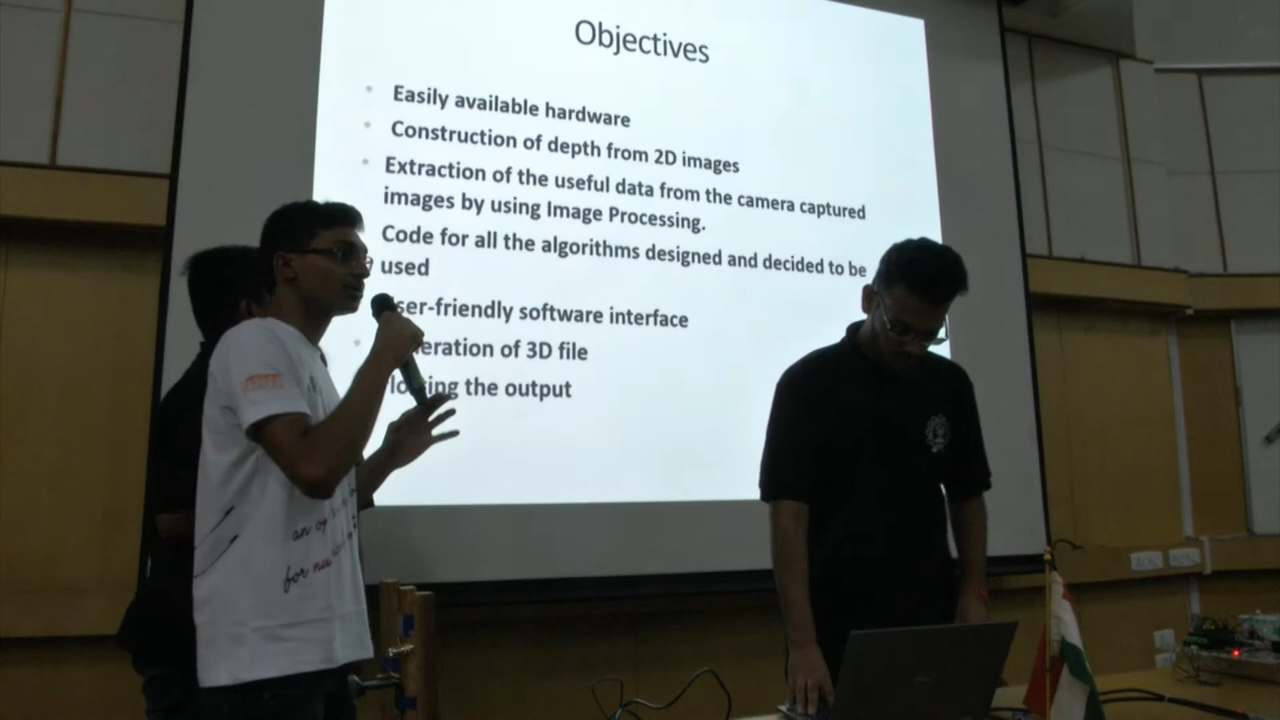 Objectives
Easily available hardware
Construction of depth from 2D images
Extraction of the useful data from the camera captured
images by using Image Processing.
Code for all the algorithms designed and decided to be
used
ser-friendly software interface
eration of 3D file
the output
an
for